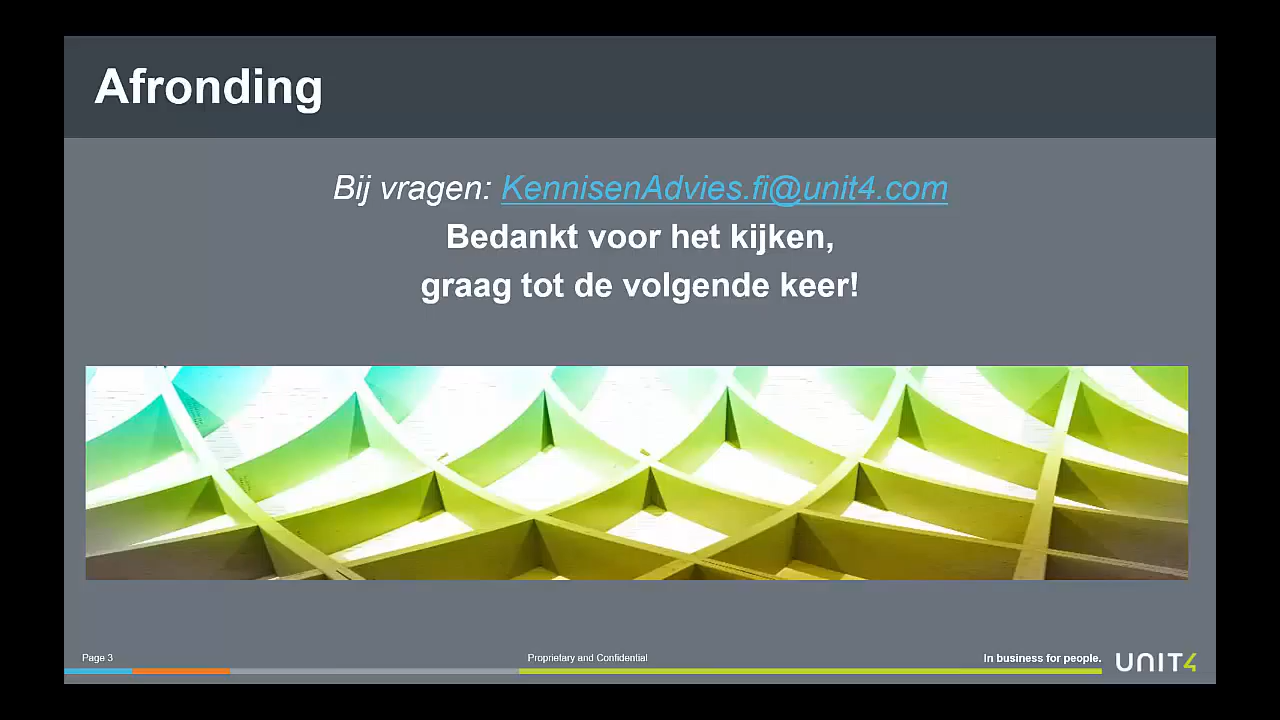 Afronding
Bij vragen: KennisenAdvies.fi@unit4.com
Bedankt voor het kijken,
graag tot de volgende keer!
Page 3
Proprietary and Confidential
In business for people.
UNIT4